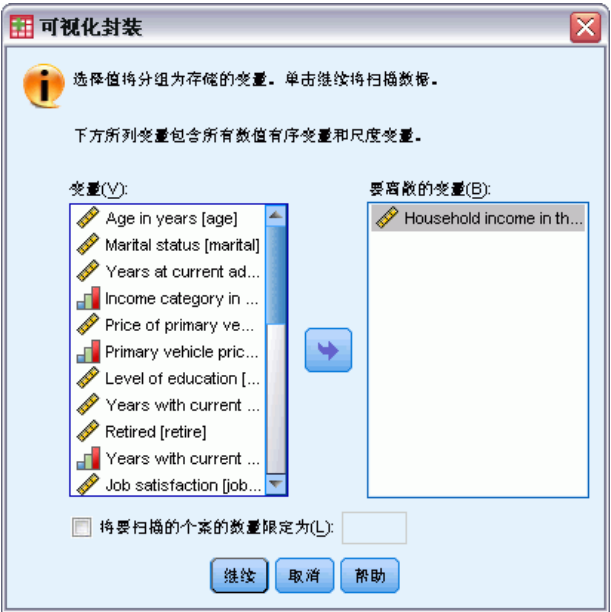 可视化封装
选择值将分组为存储的变量。单击继续将扫描数据。
下方所列变量包含所有数值有序变量和尺度变量。
变量(V):
Age in years [age]
Marital status [marital]
Years at current ad...
Income category in ...
Price of primary ve...
Primary vehicle pric...
Level of education [...
Years with current ...
Retired [retire]
Years with current ...
Job satisfaction [job...
要离散的变量(B):
Household income in th...
将要扫描的个案的数量限定为(L):
继续 取消 帮助